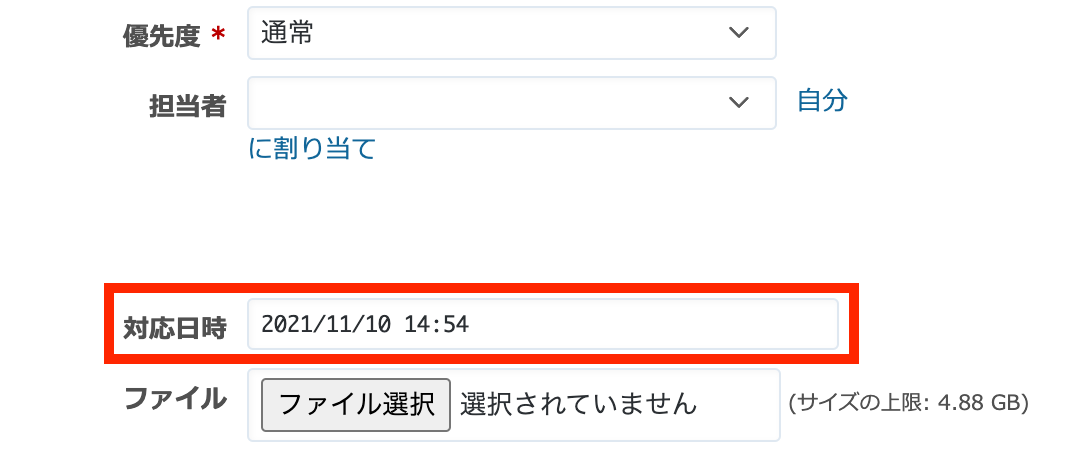 優先度 * 通常
担当者 自分
に割り当て
対応日時 2021/11/10 14:54
ファイル ファイル選択 選択されていません (サイズの上限: 4.88 GB)